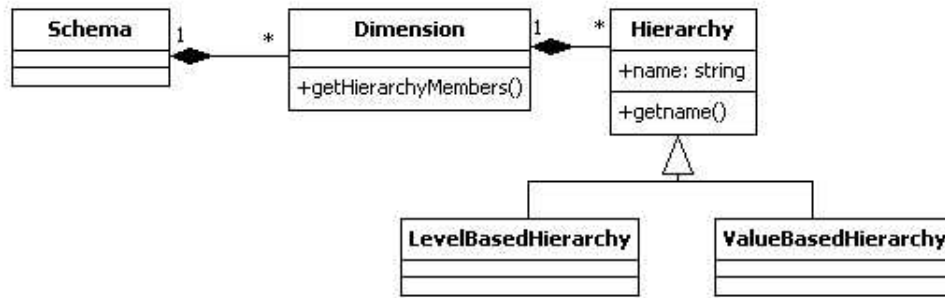 Schema
1
*
Dimension
+getHierarchyMembers()
1
*
Hierarchy
+name: string
+getname()
LevelBasedHierarchy
ValueBasedHierarchy